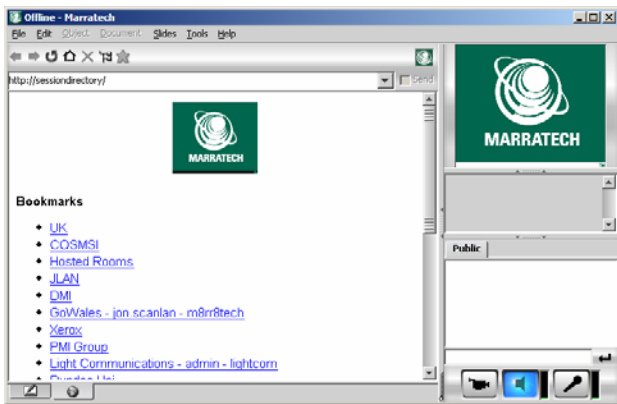 Offline - Marratech
File Edit Object Document Slides Tools Help
http://sessiondirectory/
Send
MARRATECH
MARRATECH
Bookmarks
UK
COSMSI
Hosted Rooms
JLAN
DMI
GoWales - jon scanlan - m8rr8tech
Xerox
PMI Group
Light Communications - admin - lightcom
Public